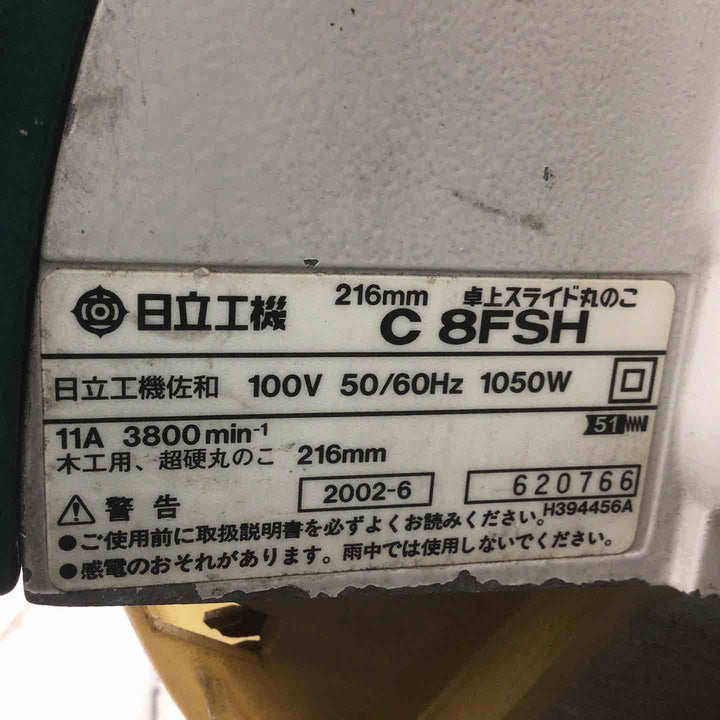 日立工機 216mm 卓上スライド丸のこ
C 8FSH
日立工機佐和 100V 50/60Hz 1050W
11A 3800min⁻¹ 51
木工用、超硬丸のこ 216mm
警告 2002-6 620766
H394456A
●ご使用前に取扱説明書を必ずよくお読みください。
●感電のおそれがあります。雨中では使用しないでください。